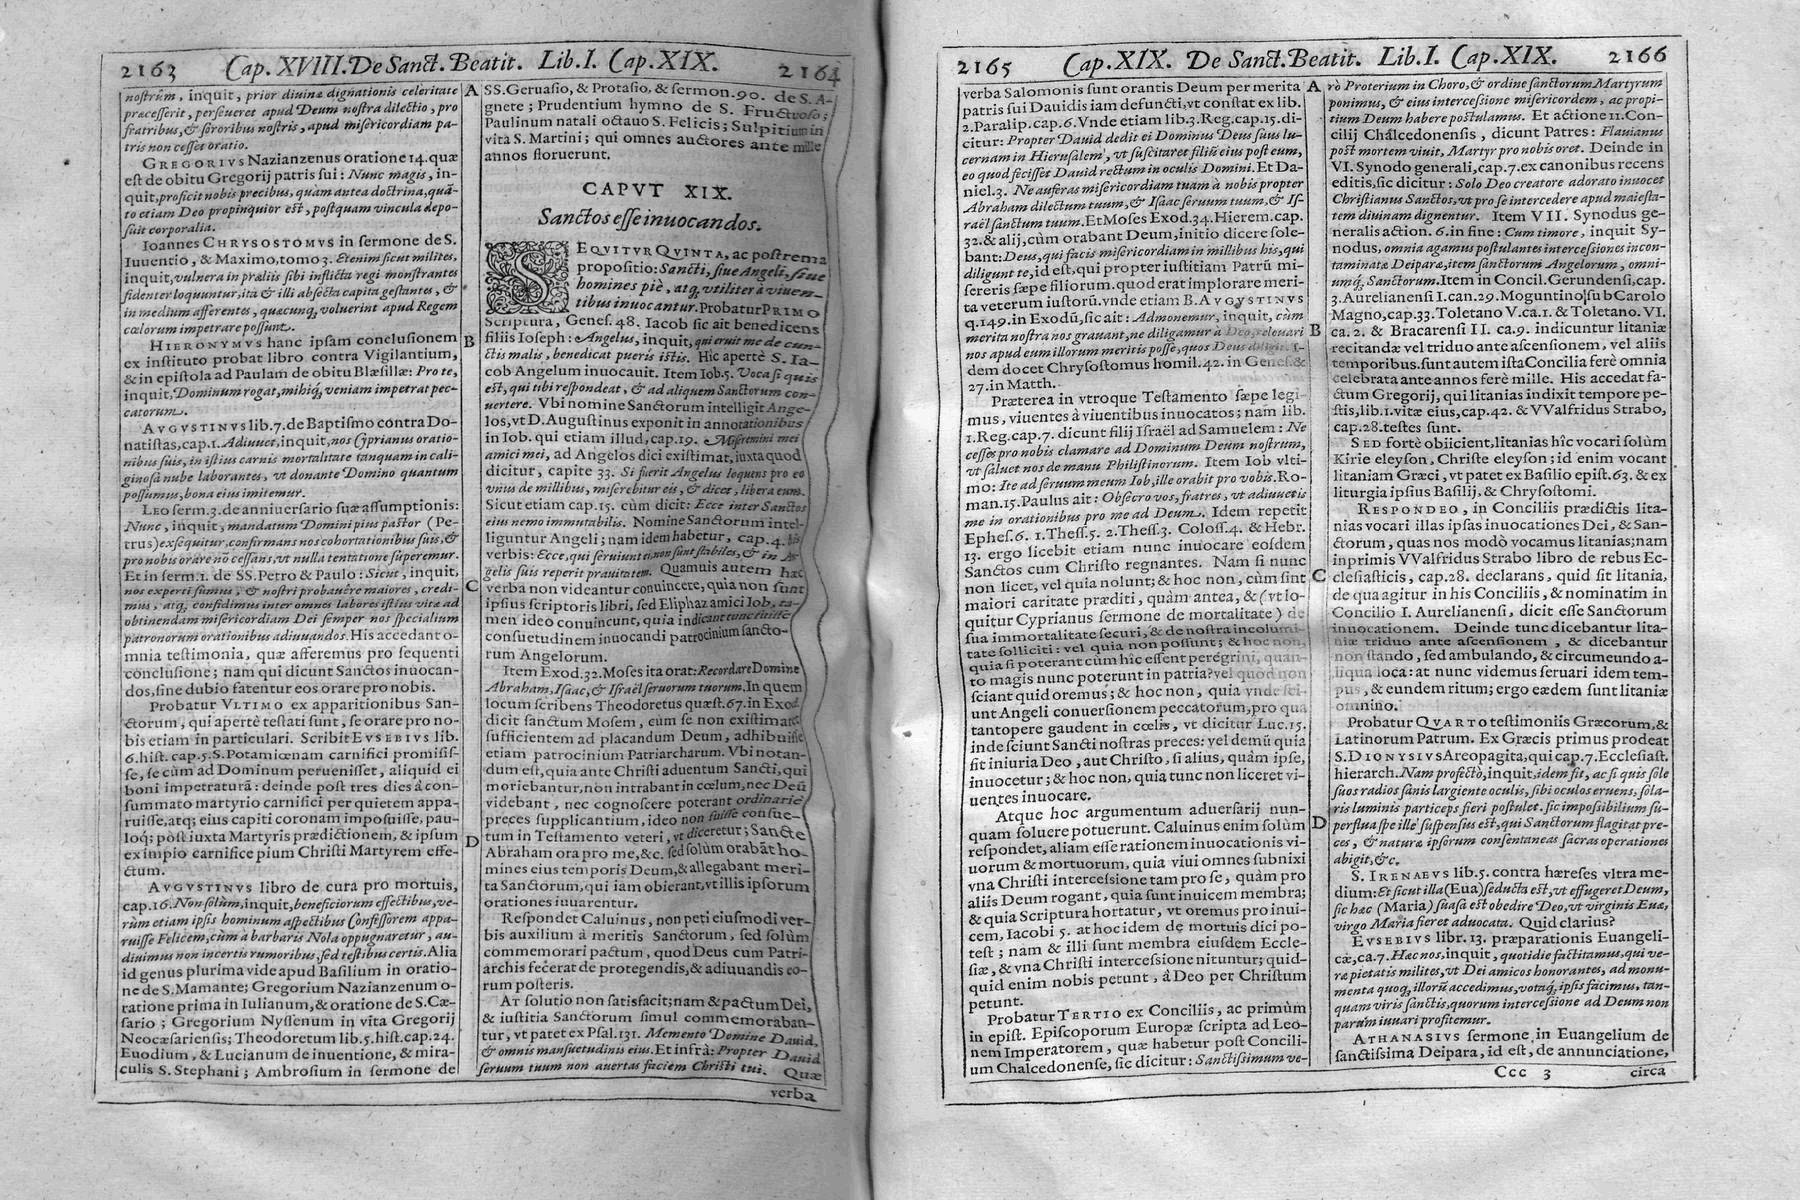 2163 Cap. XVIII. De Sanct. Beatit. Lib. I. Cap. XIX. 2164
nostrûm, inquit, prior diuinæ dignationis celeritate
præcesserit, perseueret apud Deum nostra dilectio, pro
fratribus, & sororibus nostris, apud misericordiam pa-
tris non cesset oratio.
GREGORIVS Nazianzenus oratione 14. quæ
est de obitu Gregorij patris sui: Nunc magis, in-
quit, proficit nobis precibus, quàm antea doctrina, quã-
to etiam Deo propinquior est, postquam vincula depo-
suit corporalia.
Ioannes CHRYSOSTOMVS in sermone de S.
Iuuentio, & Maximo, tomo 3. Etenim sicut milites,
inquit, vulnera in præliis sibi inflicta regi monstrantes
fidenter loquuntur, ità & illi absecta capita gestantes, &
in medium afferentes, quæcunq; voluerint apud Regem
cœlorum impetrare possunt.
HIERONYMVS hanc ipsam conclusionem
ex instituto probat libro contra Vigilantium,
& in epistola ad Paulam de obitu Blæsillæ: Pro te,
inquit, Dominum rogat, mihiq; veniam impetrat pec-
catorum.
AVGVSTINVS lib. 7. de Baptismo contra Do-
natistas, cap. 1. Adiuuet, inquit, nos Cyprianus oratio-
nibus suis, in istius carnis mortalitate tanquam in cali-
ginosa nube laborantes, vt donante Domino quantum
possumus, bona eius imitemur.
LEO serm. 3. de anniuersario suæ assumptionis:
Nunc, inquit, mandatum Domini pius pastor (Pe-
trus) exsequitur, confirmans nos cohortationibus suis, &
pro nobis orare nõ cessans, vt nulla tentatione superemur.
Et in serm. 1. de SS. Petro & Paulo: Sicut, inquit,
nos experti sumus, & nostri probauêre maiores, credi-
mus, atq; confidimus inter omnes labores istius vitæ ad
obtinendam misericordiam Dei semper nos specialium
patronorum orationibus adiuuandos. His accedant o-
mnia testimonia, quæ afferemus pro sequenti
conclusione; nam qui dicunt Sanctos inuocan-
dos, sine dubio fatentur eos orare pro nobis.
Probatur VLTIMO ex apparitionibus San-
ctorum, qui apertè testati sunt, se orare pro no-
bis etiam in particulari. Scribit EVSEBIVS lib.
6. hist. cap. 5. S. Potamiœnam carnifici promisis-
se, se cùm ad Dominum peruenisset, aliquid ei
boni impetraturã: deinde post tres dies à con-
summato martyrio carnifici per quietem appa-
ruisse, atq; eius capiti coronam imposuisse, pau-
loq; pòst iuxta Martyris prædictionem, & ipsum
ex impio carnifice pium Christi Martyrem effe-
ctum.
AVGVSTINVS libro de cura pro mortuis,
cap. 16. Non solùm, inquit, beneficiorum effectibus, ve-
rùm etiam ipsis hominum aspectibus Confessorem appa-
ruisse Felicem, cùm à barbaris Nola oppugnaretur, au-
diuimus non incertis rumoribus, sed testibus certis. Alia
id genus plurima vide apud Basilium in oratio-
ne de S. Mamante; Gregorium Nazianzenum o-
ratione prima in Iulianum, & oratione de S. Cæ-
sario; Gregorium Nyssenum in vita Gregorij
Neocæsariensis; Theodoretum lib. 5. hist. cap. 24.
Euodium, & Lucianum de inuentione, & mira-
culis S. Stephani; Ambrosium in sermone de
A
B
C
D
SS. Geruasio, & Protasio, & sermon. 90. de S. A-
gnete; Prudentium hymno de S. Fructuoso;
Paulinum natali octauo S. Felicis; Sulpitium in
vita S. Martini; qui omnes auctores ante mille
annos floruerunt.
CAPVT XIX.
Sanctos esse inuocandos.
SEQVITVR QVINTA, ac postrema
propositio: Sancti, siue Angeli, siue
homines piè, atq; vtiliter à viuen-
tibus inuocantur. Probatur PRIMO
Scriptura, Genes. 48. Iacob sic ait benedicens
filiis Ioseph: Angelus, inquit, qui eruit me de cun-
ctis malis, benedicat pueris istis. Hic apertè S. Ia-
cob Angelum inuocauit. Item Iob. 5. Voca si quis
est, qui tibi respondeat, & ad aliquem Sanctorum con-
uertere. Vbi nomine Sanctorum intelligit Ange-
los, vt D. Augustinus exponit in annotationibus
in Iob. qui etiam illud, cap. 19. Miseremini mei
amici mei, ad Angelos dici existimat, iuxta quod
dicitur, capite 33. Si fuerit Angelus loquens pro eo
vnus de millibus, miserebitur eis, & dicet, libera eum.
Sicut etiam cap. 15. cùm dicit: Ecce inter Sanctos
eius nemo immutabilis. Nomine Sanctorum intel-
liguntur Angeli; nam idem habetur, cap. 4. his
verbis: Ecce, qui seruiunt ei, non sunt stabiles, & in An-
gelis suis reperit prauitatem. Quamuis autem hæc
verba non videantur conuincere, quia non sunt
ipsius scriptoris libri, sed Eliphaz amici Iob, ta-
men ideo conuincunt, quia indicant tunc fuisse
consuetudinem inuocandi patrocinium sancto-
rum Angelorum.
Item Exod. 32. Moses ita orat: Recordare Domine
Abraham, Isaac, & Israël seruorum tuorum. In quem
locum scribens Theodoretus quæst. 67. in Exod.
dicit sanctum Mosem, cùm se non existimaret
sufficientem ad placandum Deum, adhibuisse
etiam patrocinium Patriarcharum. Vbi notan-
dum est, quia ante Christi aduentum Sancti, qui
moriebantur, non intrabant in cœlum, nec Deũ
videbant, nec cognoscere poterant ordinariè
preces supplicantium, ideo non fuisse consue-
tum in Testamento veteri, vt diceretur; Sancte
Abraham ora pro me, &c. sed solùm orabãt ho-
mines eius temporis Deum, & allegabant meri-
ta Sanctorum, qui iam obierant, vt illis ipsorum
orationes iuuarentur.
Respondet Caluinus, non peti eiusmodi ver-
bis auxilium à meritis Sanctorum, sed solùm
commemorari pactum, quod Deus cum Patri-
archis fecerat de protegendis, & adiuuandis eo-
rum posteris.
AT solutio non satisfacit; nam & pactum Dei,
& iustitia Sanctorum simul commemoraban-
tur, vt patet ex Psal. 131. Memento Domine Dauid,
& omnis mansuetudinis eius. Et infrà: Propter Dauid
seruum tuum non auertas faciem Christi tui. Quæ
verba
2165 Cap. XIX. De Sanct. Beatit. Lib. I. Cap. XIX. 2166
verba Salomonis sunt orantis Deum per merita
patris sui Dauidis iam defuncti, vt constat ex lib.
2. Paralip. cap. 6. Vnde etiam lib. 3. Reg. cap. 15. di-
citur: Propter Dauid dedit ei Dominus Deus suus lu-
cernam in Hierusalem, vt suscitaret filiũ eius post eum,
eo quod fecisset Dauid rectum in oculis Domini. Et Da-
niel. 3. Ne auferas misericordiam tuam à nobis propter
Abraham dilectum tuum, & Isaac seruum tuum, & Is-
raël sanctum tuum. Et Moses Exod. 34. Hierem. cap.
32. & alij, cùm orabant Deum, initio dicere sole-
bant: Deus, qui facis misericordiam in millibus his, qui
diligunt te, id est, qui propter iustitiam Patrũ mi-
sereris sæpe filiorum. quod erat implorare meri-
ta veterum iustorũ. vnde etiam B. AVGVSTINVS
q. 149. in Exodũ, sic ait: Admonemur, inquit, cùm
merita nostra nos grauant, ne diligamur à Deo, releuari
nos apud eum illorum meritis posse, quos Deus diligit. I-
dem docet Chrysostomus homil. 42. in Genes. &
27. in Matth.
Præterea in vtroque Testamento sæpe legi-
mus, viuentes à viuentibus inuocatos; nam lib.
1. Reg. cap. 7. dicunt filij Israël ad Samuelem: Ne
cesses pro nobis clamare ad Dominum Deum nostrum,
vt saluet nos de manu Philistinorum. Item Iob vlti-
mo: Ite ad seruum meum Iob, ille orabit pro vobis. Ro-
man. 15. Paulus ait: Obsecro vos, fratres, vt adiuuetis
me in orationibus pro me ad Deum. Idem repetit
Ephes. 6. 1. Thess. 5. 2. Thess. 3. Coloss. 4. & Hebr.
13. ergo licebit etiam nunc inuocare eosdem
Sanctos cum Christo regnantes. Nam si nunc
non licet, vel quia nolunt; & hoc non, cùm sint
maiori caritate præditi, quàm antea, & (vt lo-
quitur Cyprianus sermone de mortalitate) de
sua immortalitate securi, & de nostra incolumi-
tate solliciti: vel quia non possunt; & hoc non,
quia si poterant cùm hîc essent peregrini, quan-
to magis nunc poterunt in patria? vel quod non
sciant quid oremus; & hoc non, quia vnde sci-
unt Angeli conuersionem peccatorum, pro qua
tantopere gaudent in cœlis, vt dicitur Luc. 15.
inde sciunt Sancti nostras preces: vel demũ quia
sit iniuria Deo, aut Christo, si alius, quàm ipse,
inuocetur; & hoc non, quia tunc non liceret vi-
uentes inuocare.
Atque hoc argumentum aduersarij nun-
quam soluere potuerunt. Caluinus enim solùm
respondet, aliam esse rationem inuocationis vi-
uorum & mortuorum, quia viui omnes subnixi
vna Christi intercessione tam pro se, quàm pro
aliis Deum rogant, quia sunt inuicem membra;
& quia Scriptura hortatur, vt oremus pro inui-
cem, Iacobi 5. at hoc idem de mortuis dici po-
test; nam & illi sunt membra eiusdem Eccle-
siæ, & vna Christi intercessione nituntur; quid-
quid enim nobis petunt, à Deo per Christum
petunt.
Probatur TERTIO ex Conciliis, ac primùm
in epist. Episcoporum Europæ scripta ad Leo-
nem Imperatorem, quæ habetur post Concili-
um Chalcedonense, sic dicitur: Sanctissimum ve-
A
B
C
D
rò Proterium in Choro, & ordine sanctorum Martyrum
ponimus, & eius intercessione misericordem, ac propi-
tium Deum habere postulamus. Et actione 11. Con-
cilij Chalcedonensis, dicunt Patres: Flauianus
post mortem viuit, Martyr pro nobis oret. Deinde in
VI. Synodo generali, cap. 7. ex canonibus recens
editis, sic dicitur: Solo Deo creatore adorato inuocet
Christianus Sanctos, vt pro se intercedere apud maiesta-
tem diuinam dignentur. Item VII. Synodus ge-
neralis action. 6. in fine: Cum timore, inquit Sy-
nodus, omnia agamus postulantes intercessiones incon-
taminatæ Deiparæ, item sanctorum Angelorum, omni-
umq; Sanctorum. Item in Concil. Gerundensi, cap.
3. Aurelianensi I. can. 29. Moguntino sub Carolo
Magno, cap. 33. Toletano V. ca. 1. & Toletano. VI.
ca. 2. & Bracarensi II. ca. 9. indicuntur litaniæ
recitandæ vel triduo ante ascensionem, vel aliis
temporibus. sunt autem ista Concilia ferè omnia
celebrata ante annos ferè mille. His accedat fa-
ctum Gregorij, qui litanias indixit tempore pe-
stis, lib. 1. vitæ eius, cap. 42. & VValfridus Strabo,
cap. 28. testes sunt.
SED fortè obiicient, litanias hîc vocari solùm
Kirie eleyson, Christe eleyson; id enim vocant
litaniam Græci, vt patet ex Basilio epist. 63. & ex
liturgia ipsius Basilij, & Chrysostomi.
RESPONDEO, in Conciliis prædictis lita-
nias vocari illas ipsas inuocationes Dei, & San-
ctorum, quas nos modò vocamus litanias; nam
inprimis VValfridus Strabo libro de rebus Ec-
clesiasticis, cap. 28. declarans, quid sit litania,
de qua agitur in his Conciliis, & nominatim in
Concilio I. Aurelianensi, dicit esse Sanctorum
inuocationem. Deinde tunc dicebantur lita-
niæ triduo ante ascensionem, & dicebantur
non stando, sed ambulando, & circumeundo a-
liqua loca: at nunc videmus seruari idem tem-
pus, & eundem ritum; ergo eædem sunt litaniæ
omnino.
Probatur QVARTO testimoniis Græcorum, &
Latinorum Patrum. Ex Græcis primus prodeat
S. DIONYSIVS Areopagita, qui cap. 7. Ecclesiast.
hierarch. Nam profectò, inquit, idem sit, ac si quis sole
suos radios sanis largiente oculis, sibi oculos eruens, sola-
ris luminis particeps fieri postulet. sic impossibilium su-
perflua spe ille suspensus est, qui Sanctorum flagitat pre-
ces, & naturæ ipsorum consentaneas sacras operationes
abigit, &c.
S. IRENAEVS lib. 5. contra hæreses vltra me-
dium: Et sicut illa (Eua) seducta est, vt effugeret Deum,
sic hæc (Maria) suasa est obedire Deo, vt virginis Euæ,
virgo Maria fieret aduocata. Quid clarius?
EVSEBIVS libr. 13. præparationis Euangeli-
cæ, ca. 7. Hæc nos, inquit, quotidie factitamus, qui ve-
ræ pietatis milites, vt Dei amicos honorantes, ad monu-
menta quoq; illorũ accedimus, votaq; ipsis facimus, tan-
quam viris sanctis, quorum intercessione ad Deum non
parùm iuuari profitemur.
ATHANASIVS sermone in Euangelium de
sanctissima Deipara, id est, de annunciatione,
Ccc 3 circa